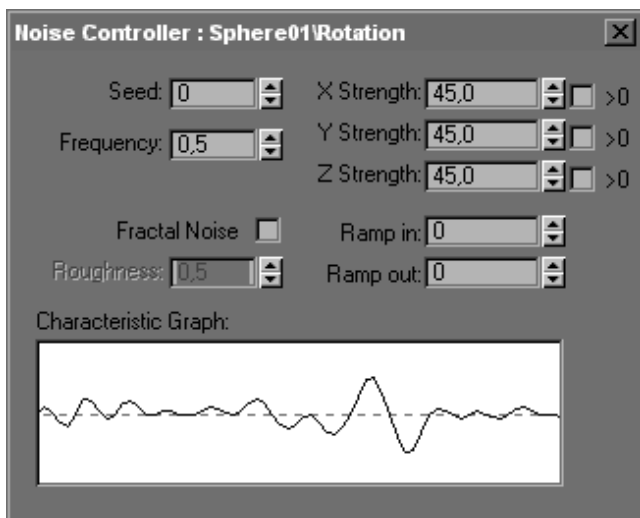 Noise Controller : Sphere01\Rotation
Seed: 0
X Strength: 45,0 >0
Frequency: 0,5
Y Strength: 45,0 >0
Z Strength: 45,0 >0
Fractal Noise
Ramp in: 0
Roughness: 0,5
Ramp out: 0
Characteristic Graph: